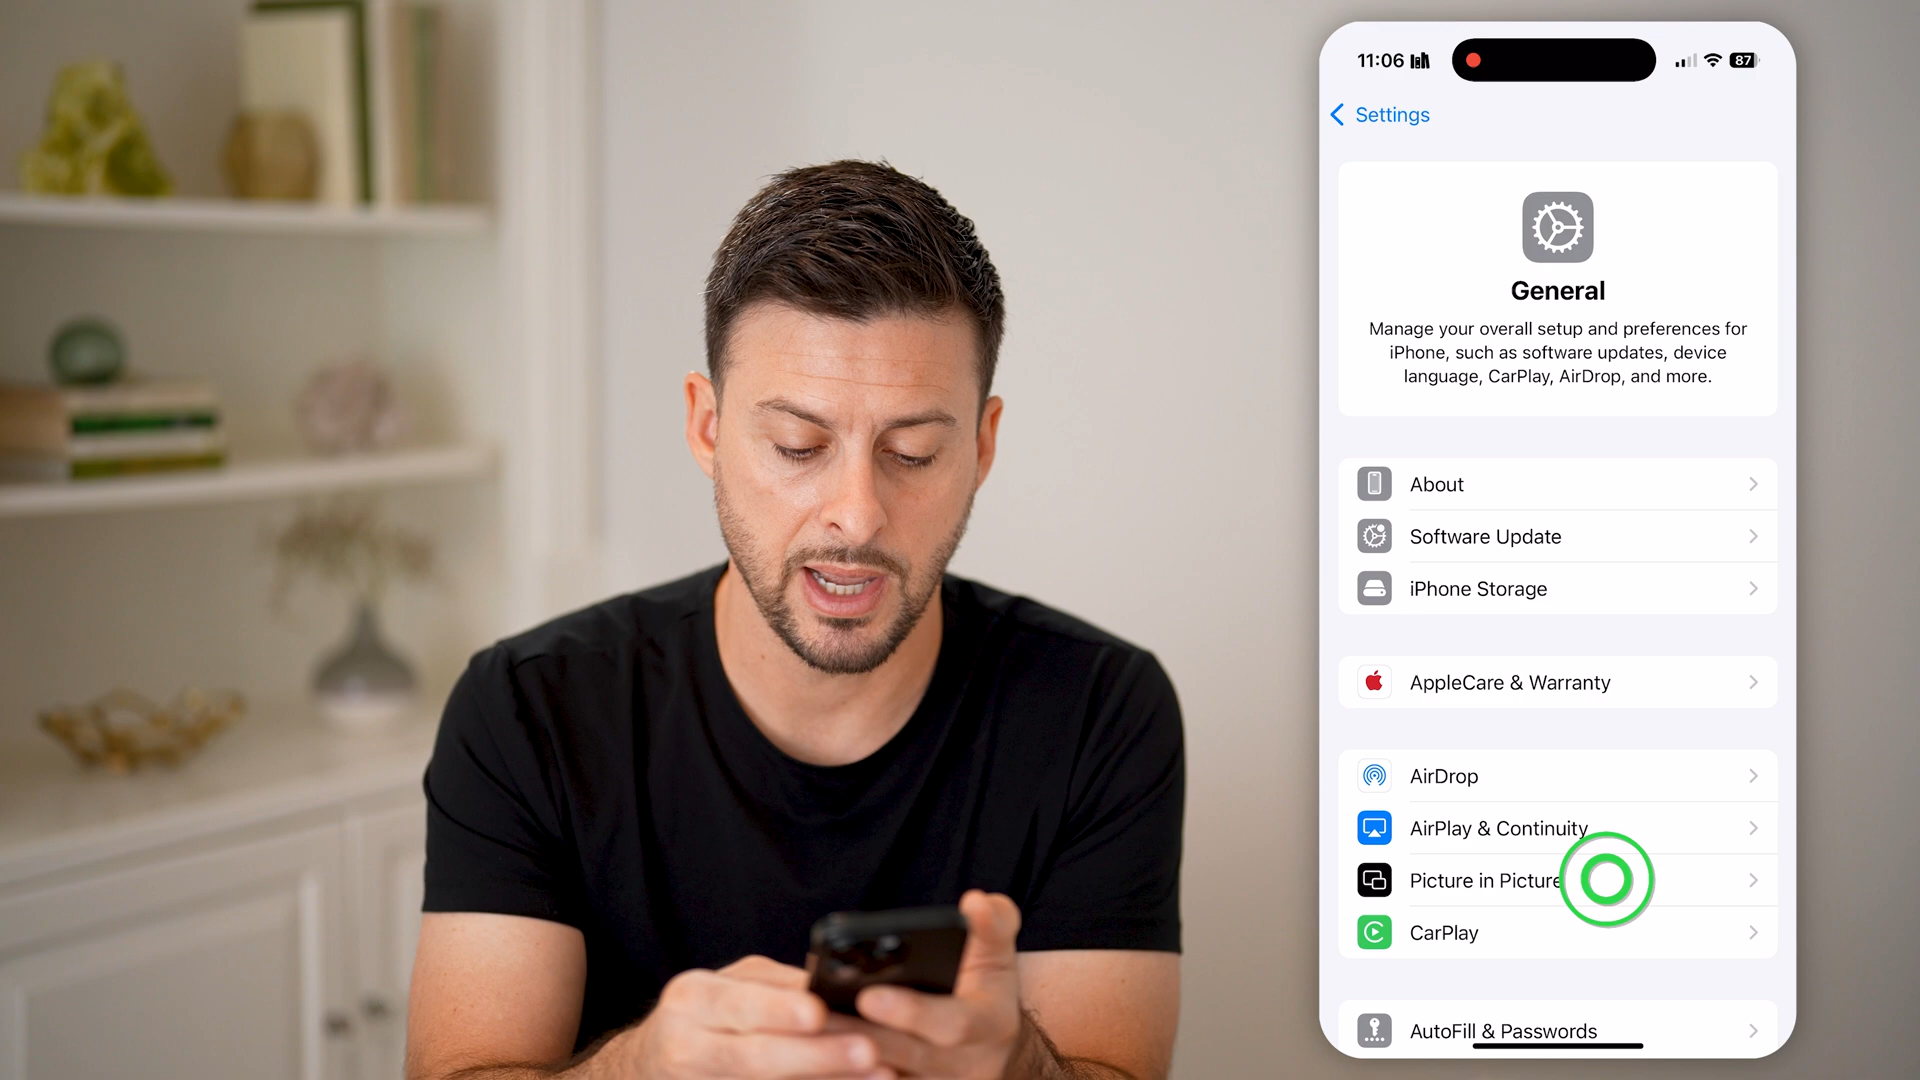 11:06
87
Settings
General
Manage your overall setup and preferences for
iPhone, such as software updates, device
language, CarPlay, AirDrop, and more.
About
Software Update
iPhone Storage
AppleCare & Warranty
AirDrop
AirPlay & Continuity
Picture in Picture
CarPlay
AutoFill & Passwords